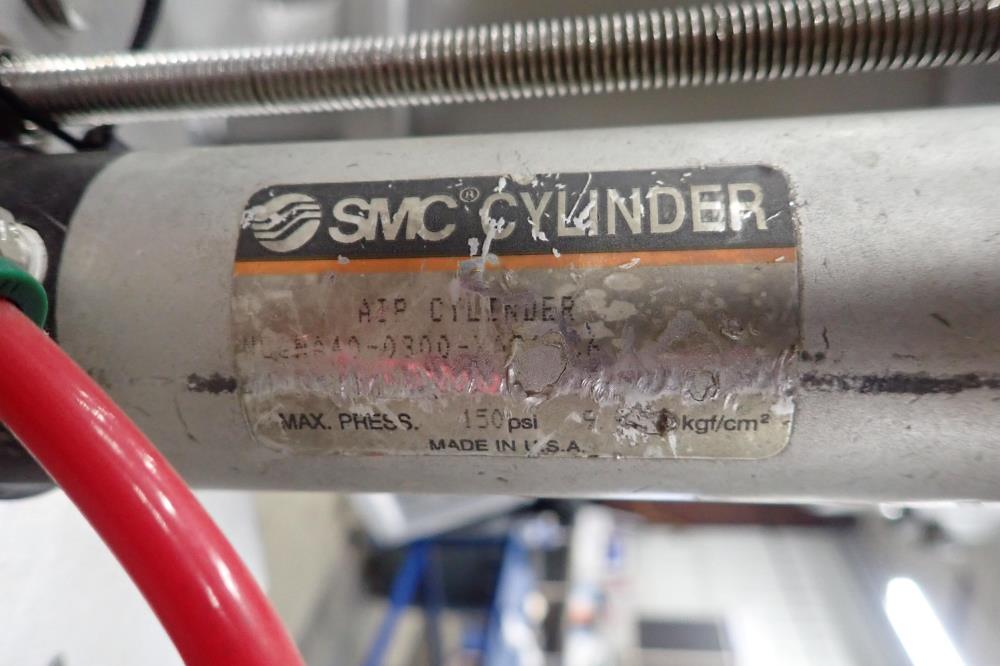 SMC® CYLINDER
AIR CYLINDER
MAX. PRESS. 150 psi kgf/cm²
MADE IN U.S.A.